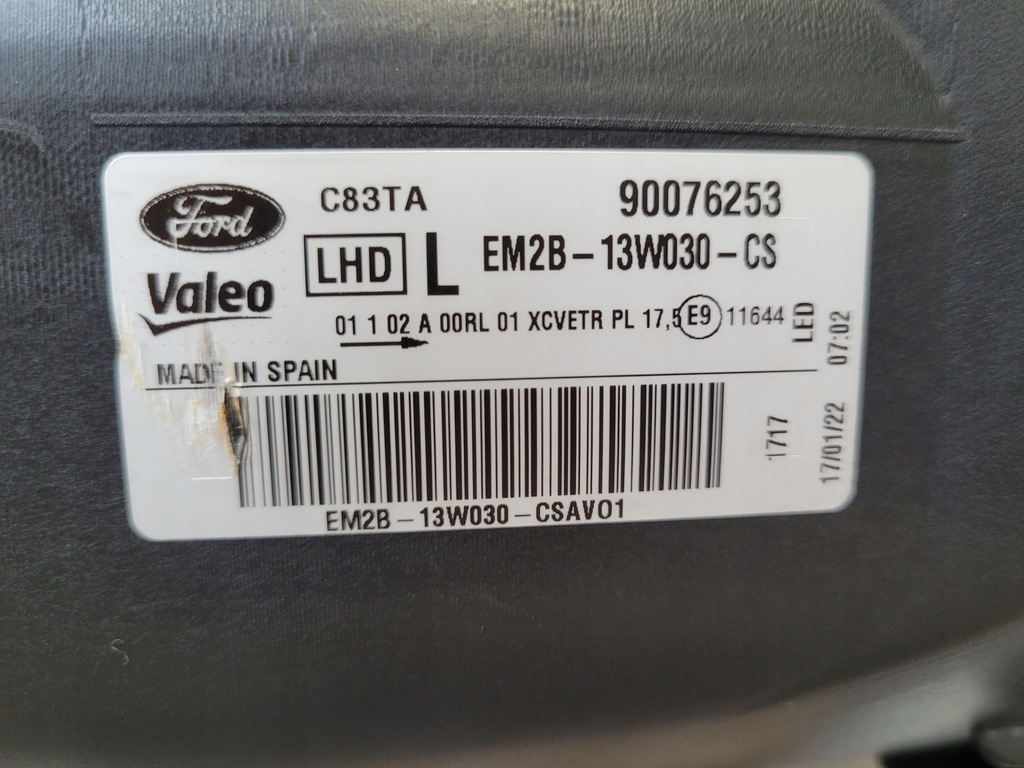 Ford
C83TA
90076253
Valeo
LHD
L
EM2B-13W030-CS
01 1 02 A 00RL 01 XCVETR PL 17,5 E9 11644
LED
07:02
MADE IN SPAIN
1717
17/01/22
EM2B-13W030-CSAV01